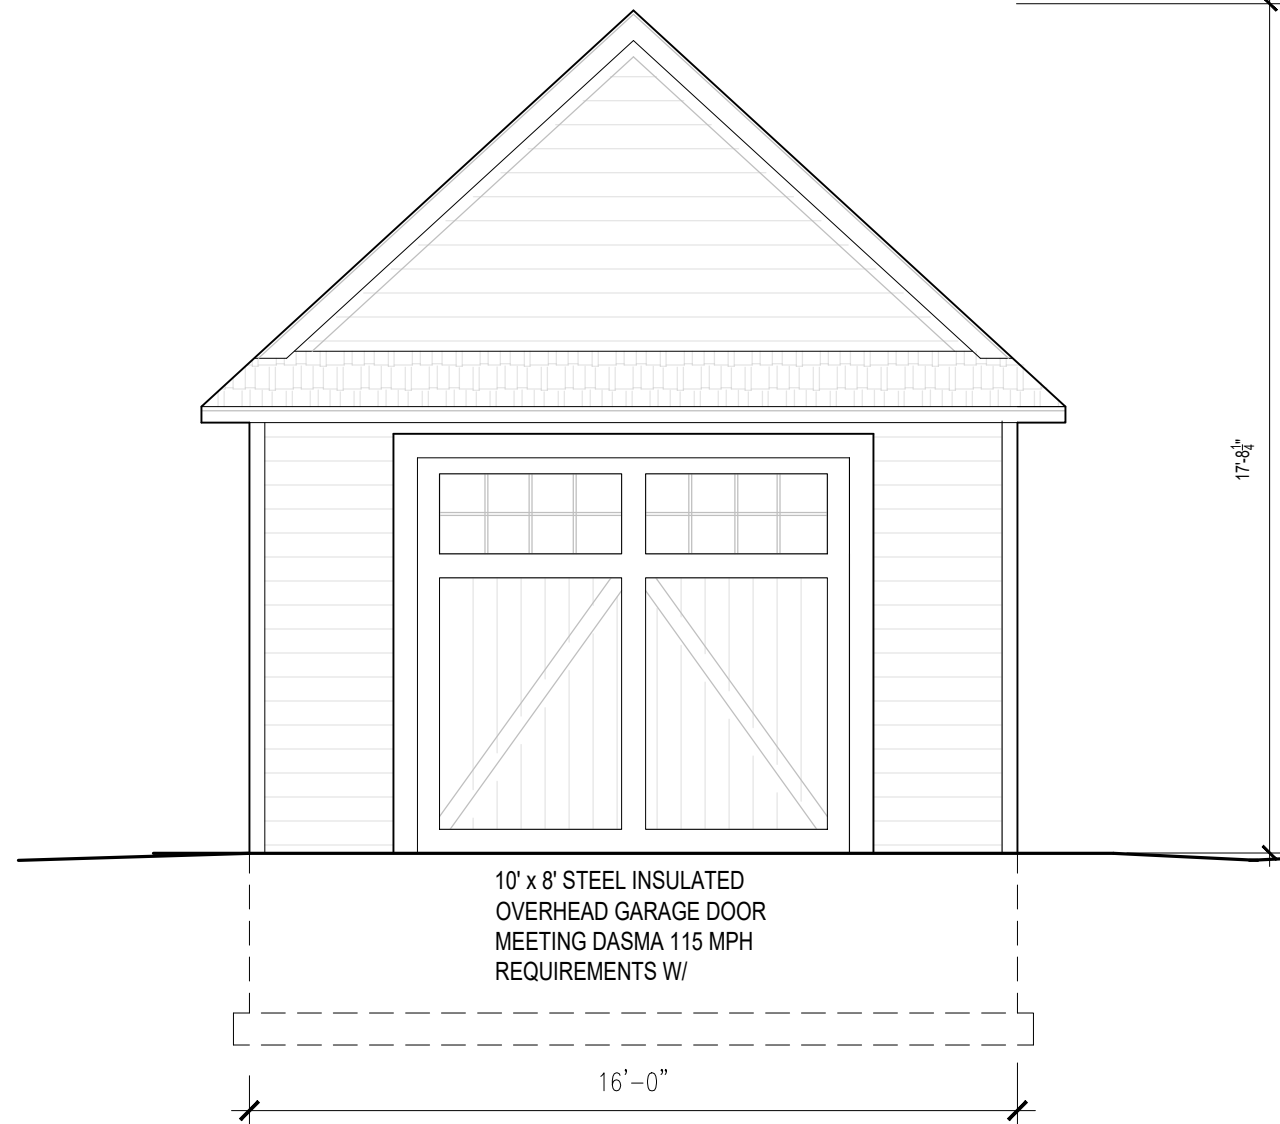 17'-8¼"
10' x 8' STEEL INSULATED
OVERHEAD GARAGE DOOR
MEETING DASMA 115 MPH
REQUIREMENTS W/
16'-0"